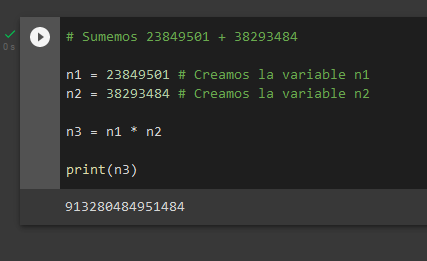 0 s
# Sumemos 23849501 + 38293484
n1 = 23849501 # Creamos la variable n1
n2 = 38293484 # Creamos la variable n2
n3 = n1 * n2
print(n3)
913280484951484